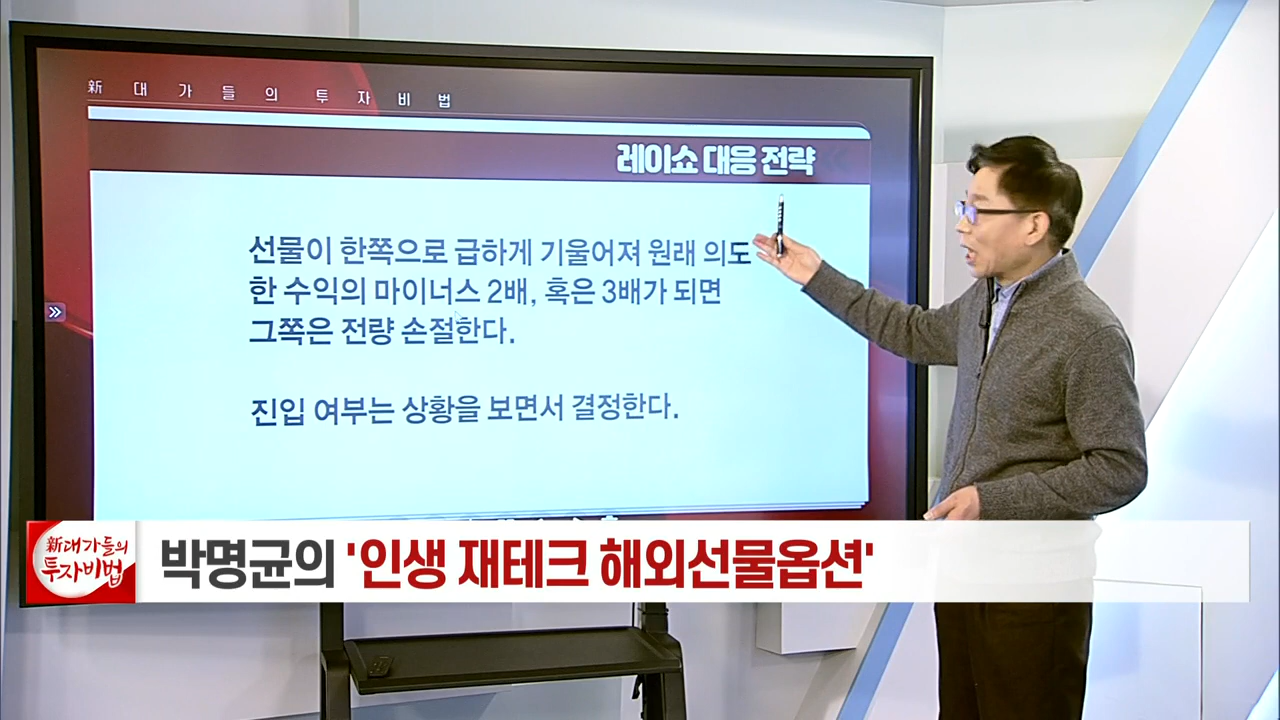 新대가들의투자비법
레이쇼 대응 전략
선물이 한쪽으로 급하게 기울어져 원래 의도
한 수익의 마이너스 2배, 혹은 3배가 되면
그쪽은 전량 손절한다.
진입 여부는 상황을 보면서 결정한다.
新대가들의
투자비법
박명균의 '인생 재테크 해외선물옵션'